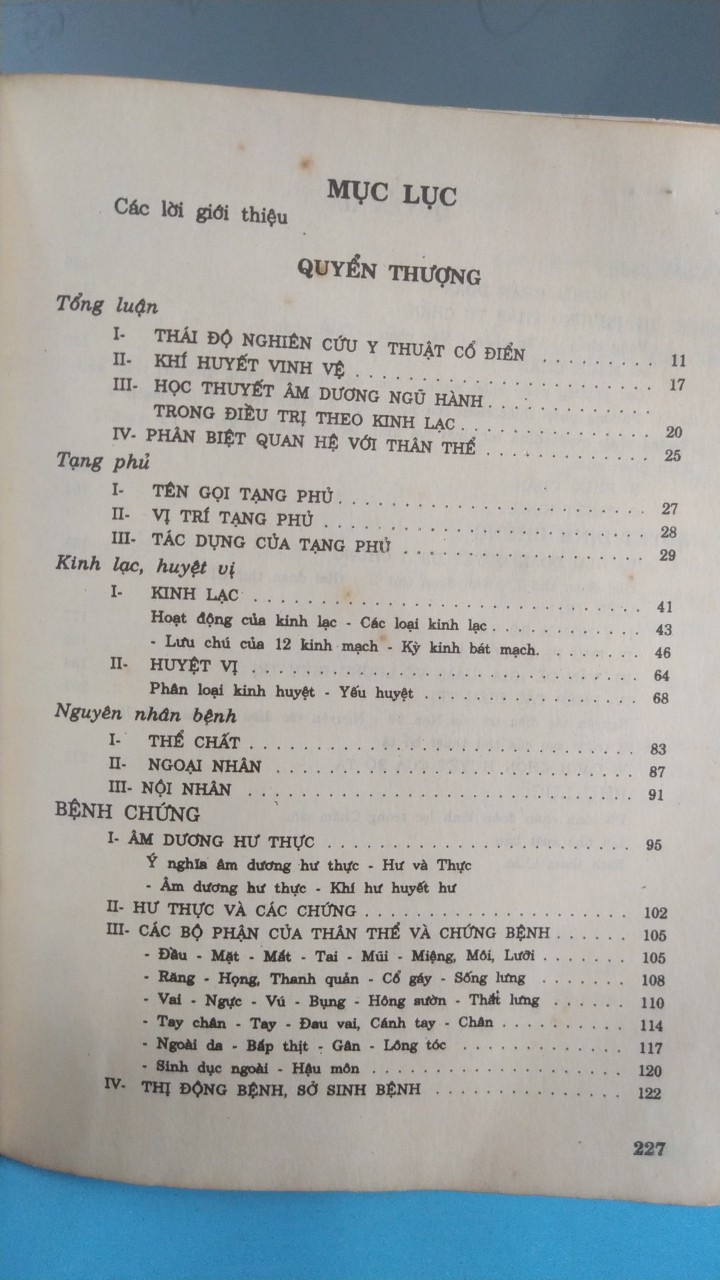 MỤC LỤC
Các lời giới thiệu
QUYỂN THƯỢNG
Tổng luận
I- THÁI ĐỘ NGHIÊN CỨU Y THUẬT CỔ ĐIỂN . . . . . . . . . 11
II- KHÍ HUYẾT VINH VỆ . . . . . . . . . . . . . . . . . . . . . . . 17
III- HỌC THUYẾT ÂM DƯƠNG NGŨ HÀNH . . . . . . . . . . . . .
TRONG ĐIỀU TRỊ THEO KINH LẠC . . . . . . . . . . . . 20
IV- PHÂN BIỆT QUAN HỆ VỚI THÂN THỂ . . . . . . . . . . . . 25
Tạng phủ
I- TÊN GỌI TẠNG PHỦ . . . . . . . . . . . . . . . . . . . . . . . 27
II- VỊ TRÍ TẠNG PHỦ . . . . . . . . . . . . . . . . . . . . . . . . 28
III- TÁC DỤNG CỦA TẠNG PHỦ . . . . . . . . . . . . . . . . . . 29
Kinh lạc, huyệt vị
I- KINH LẠC . . . . . . . . . . . . . . . . . . . . . . . . . . . . . 41
Hoạt động của kinh lạc - Các loại kinh lạc . . . . . . . . . . . . 43
- Lưu chú của 12 kinh mạch - Kỳ kinh bát mạch. . . . . . . . . 46
II- HUYỆT VỊ . . . . . . . . . . . . . . . . . . . . . . . . . . . . . 64
Phân loại kinh huyệt - Yếu huyệt . . . . . . . . . . . . . . . . . 68
Nguyên nhân bệnh
I- THỂ CHẤT . . . . . . . . . . . . . . . . . . . . . . . . . . . . . 83
II- NGOẠI NHÂN . . . . . . . . . . . . . . . . . . . . . . . . . . . 87
III- NỘI NHÂN . . . . . . . . . . . . . . . . . . . . . . . . . . . . 91
BỆNH CHỨNG
I- ÂM DƯƠNG HƯ THỰC . . . . . . . . . . . . . . . . . . . . . . 95
Ý nghĩa âm dương hư thực - Hư và Thực
- Âm dương hư thực - Khí hư huyết hư
II- HƯ THỰC VÀ CÁC CHỨNG . . . . . . . . . . . . . . . . . . . 102
III- CÁC BỘ PHẬN CỦA THÂN THỂ VÀ CHỨNG BỆNH . . . . . . 105
- Đầu - Mặt - Mắt - Tai - Mũi - Miệng, Môi, Lưỡi . . . . . . . 105
- Răng - Họng, Thanh quản - Cổ gáy - Sống lưng . . . . . . . 108
- Vai - Ngực - Vú - Bụng - Hông sườn - Thắt lưng . . . . . . 110
- Tay chân - Tay - Đau vai, Cánh tay - Chân . . . . . . . . . . 114
- Ngoài da - Bắp thịt - Gân - Lông tóc . . . . . . . . . . . . . 117
- Sinh dục ngoài - Hậu môn . . . . . . . . . . . . . . . . . . . 120
IV- THỊ ĐỘNG BỆNH, SỞ SINH BỆNH . . . . . . . . . . . . . . . 122
227